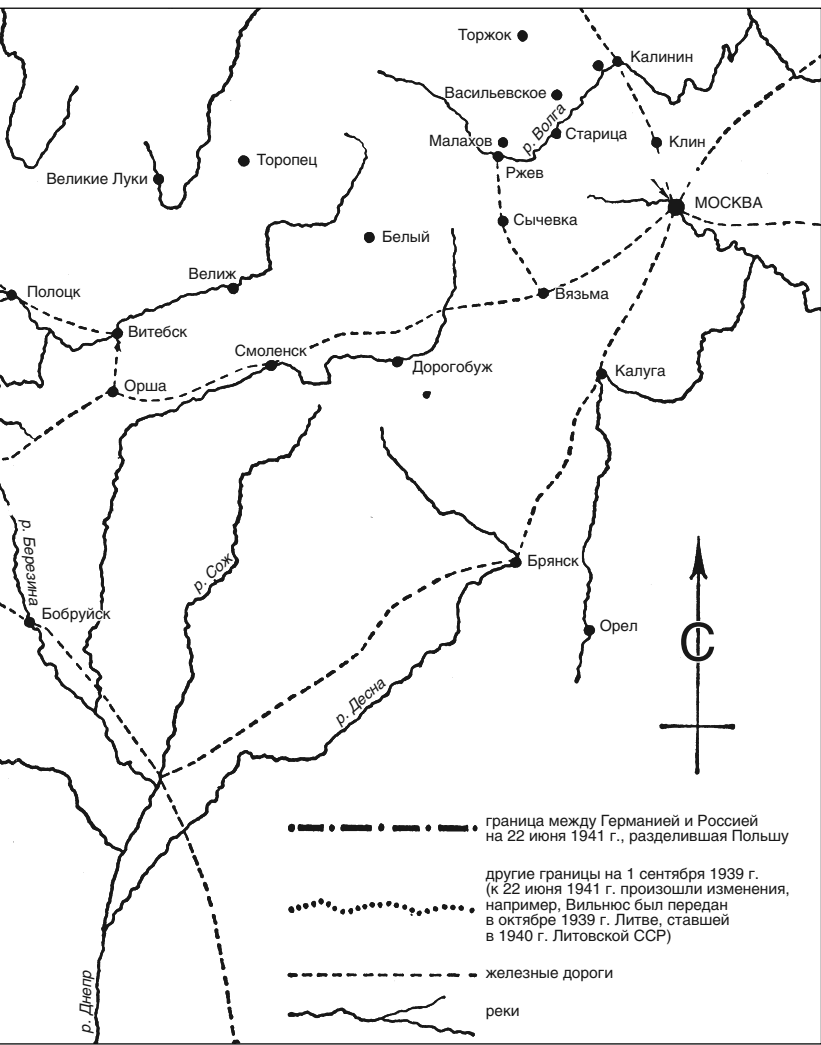 Торжок
Калинин
Васильевское
р. Волга
Малахов
Старица
Клин
Ржев
Торопец
Великие Луки
МОСКВА
Сычевка
Белый
Велиж
Полоцк
Вязьма
Витебск
Смоленск
Дорогобуж
Калуга
Орша
р. Березина
р. Сож
Брянск
Бобруйск
Орел
С
р. Десна
граница между Германией и Россией
на 22 июня 1941 г., разделившая Польшу
другие границы на 1 сентября 1939 г.
(к 22 июня 1941 г. произошли изменения,
например, Вильнюс был передан
в октябре 1939 г. Литве, ставшей
в 1940 г. Литовской ССР)
железные дороги
р. Днепр
реки